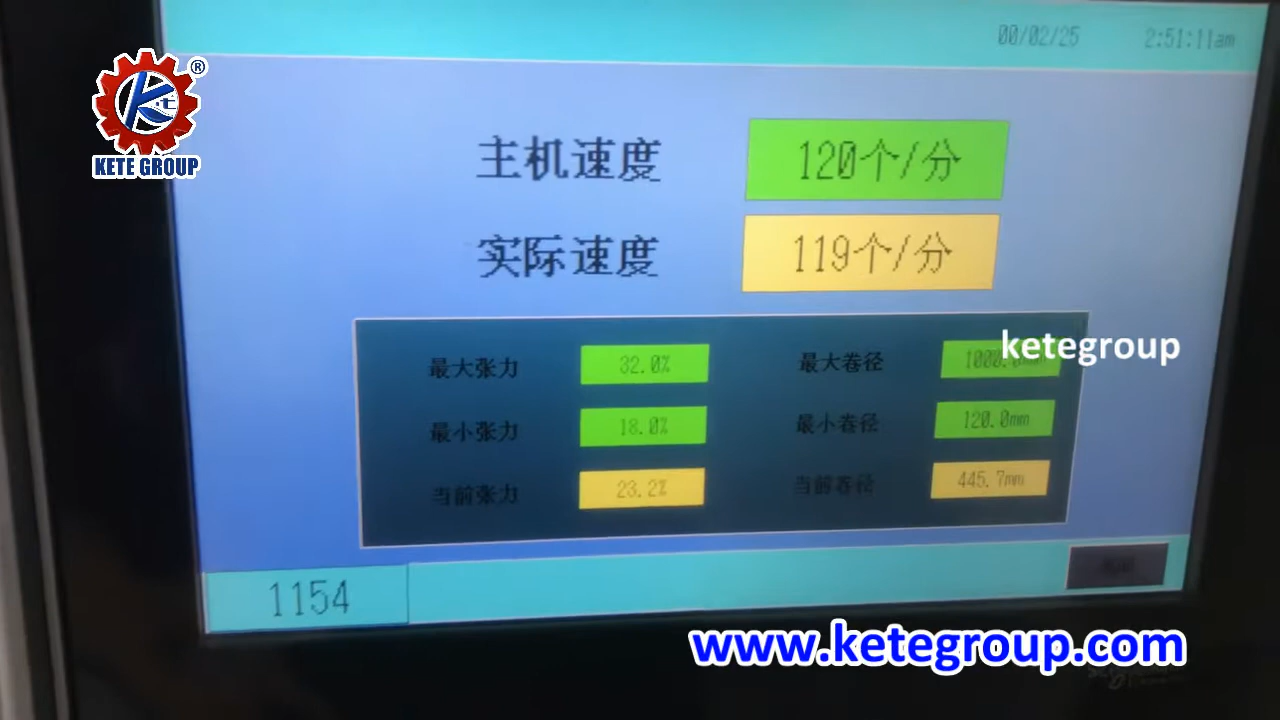 00/02/25 2:51:11am
®
KETE GROUP
主机速度 120个/分
实际速度 119个/分
最大张力 32.0% 最大卷径
ketegroup
最小张力 18.0% 最小卷径 120.0mm
当前张力 23.2% 当前卷径 445.7mm
1154
www.ketegroup.com